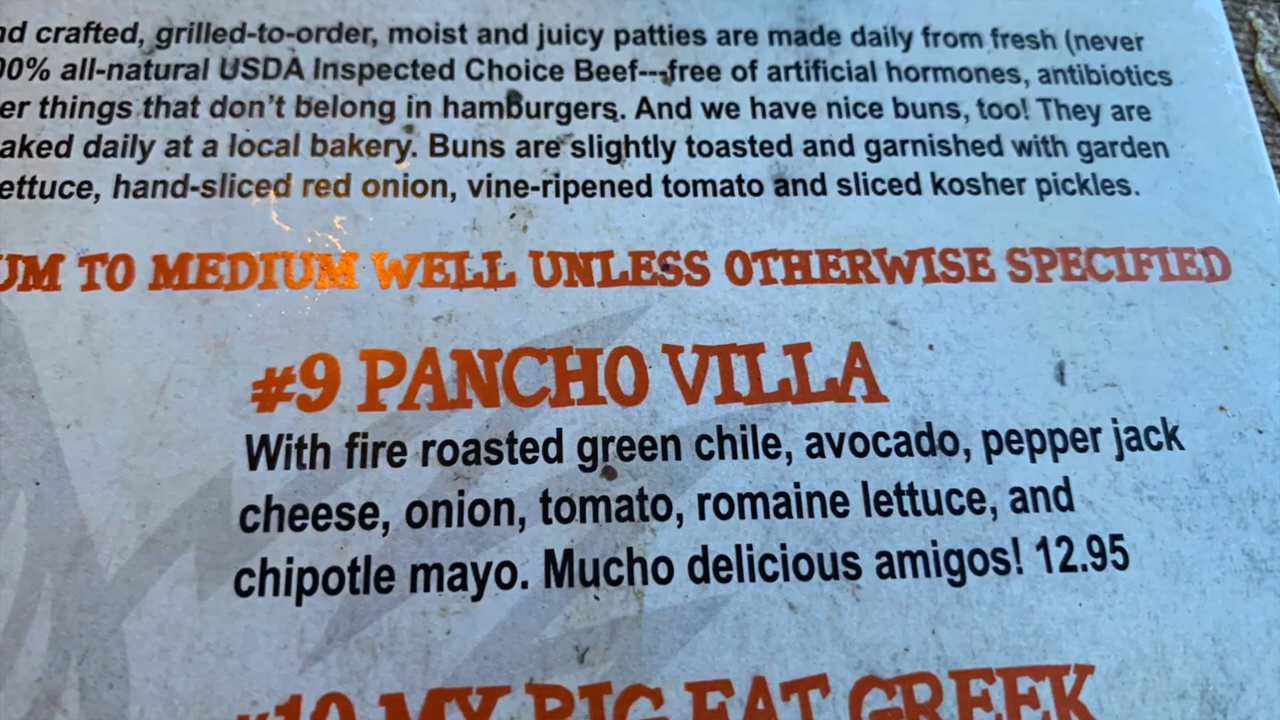 nd crafted, grilled-to-order, moist and juicy patties are made daily from fresh (never
00% all-natural USDA Inspected Choice Beef---free of artificial hormones, antibiotics
er things that don't belong in hamburgers. And we have nice buns, too! They are
aked daily at a local bakery. Buns are slightly toasted and garnished with garden
ettuce, hand-sliced red onion, vine-ripened tomato and sliced kosher pickles.
UM TO MEDIUM WELL UNLESS OTHERWISE SPECIFIED
#9 PANCHO VILLA
With fire roasted green chile, avocado, pepper jack
cheese, onion, tomato, romaine lettuce, and
chipotle mayo. Mucho delicious amigos! 12.95
#10 MY BIG FAT GREEK